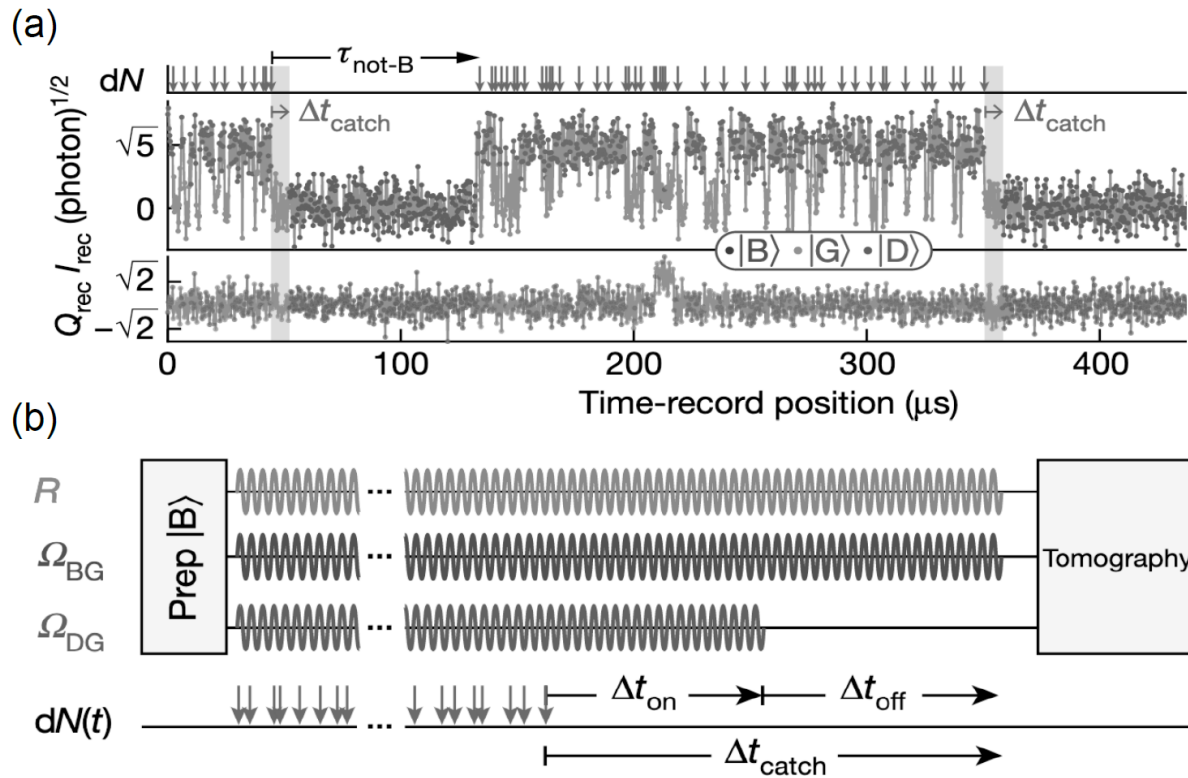 (a)
dN
τnot-B
Δtcatch
Δtcatch
Qrec Irec (photon)1/2
√5
0
√2
−√2
|B⟩ |G⟩ |D⟩
0 100 200 300 400
Time-record position (μs)
(b)
Prep |B⟩
R
ΩBG
ΩDG
...
...
...
Tomography
dN(t)
...
Δton
Δtoff
Δtcatch